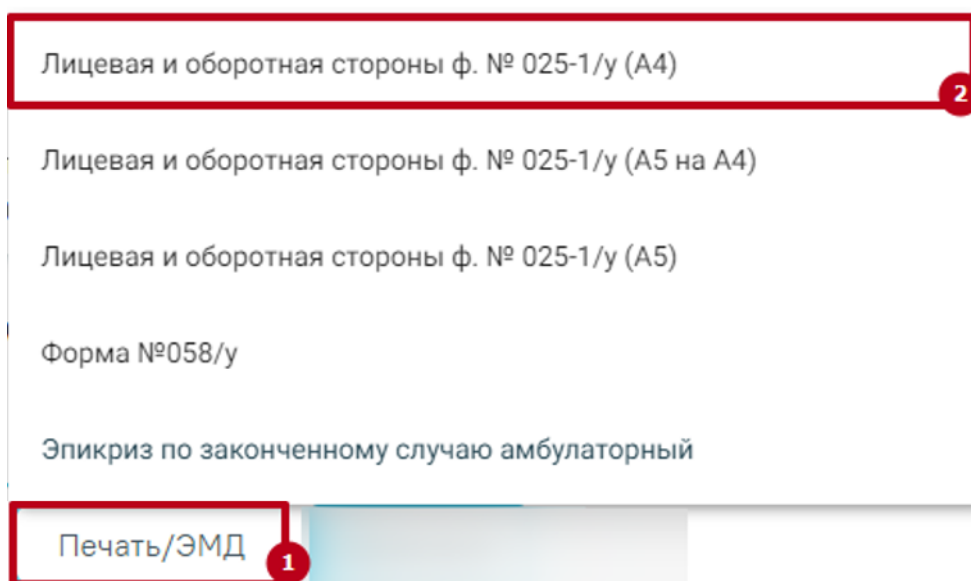 Лицевая и оборотная стороны ф. № 025-1/у (А4)
2
Лицевая и оборотная стороны ф. № 025-1/у (А5 на А4)
Лицевая и оборотная стороны ф. № 025-1/у (А5)
Форма №058/у
Эпикриз по законченному случаю амбулаторный
Печать/ЭМД
1